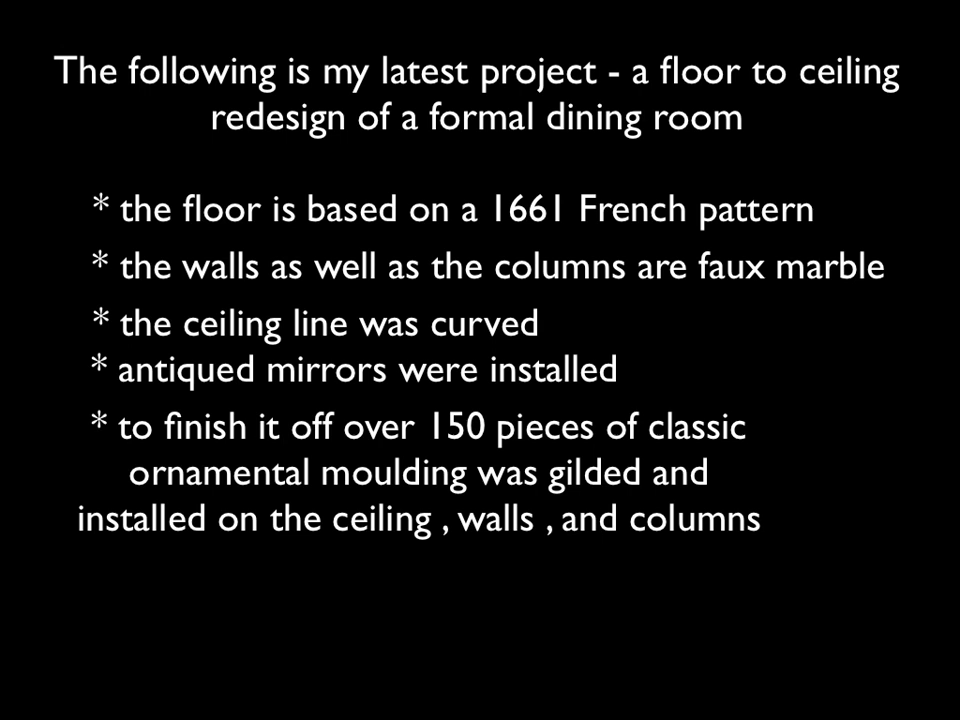 The following is my latest project - a floor to ceiling
redesign of a formal dining room
* the floor is based on a 1661 French pattern
* the walls as well as the columns are faux marble
* the ceiling line was curved
* antiqued mirrors were installed
* to finish it off over 150 pieces of classic
ornamental moulding was gilded and
installed on the ceiling , walls , and columns